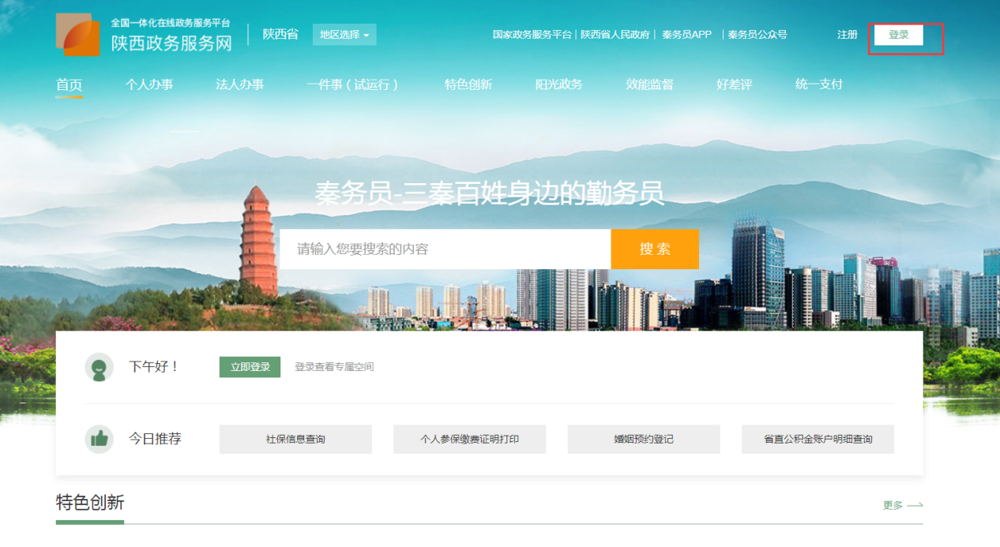 全国一体化在线政务服务平台
陕西政务服务网
陕西省
地区选择
国家政务服务平台 | 陕西省人民政府 | 秦务员APP | 秦务员公众号
注册
登录
首页
个人办事
法人办事
一件事（试运行）
特色创新
阳光政务
效能监督
好差评
统一支付
秦务员-三秦百姓身边的勤务员
请输入您要搜索的内容
搜 索
下午好！
立即登录
登录查看专属空间
今日推荐
社保信息查询
个人参保缴费证明打印
婚姻预约登记
省直公积金账户明细查询
特色创新
更多